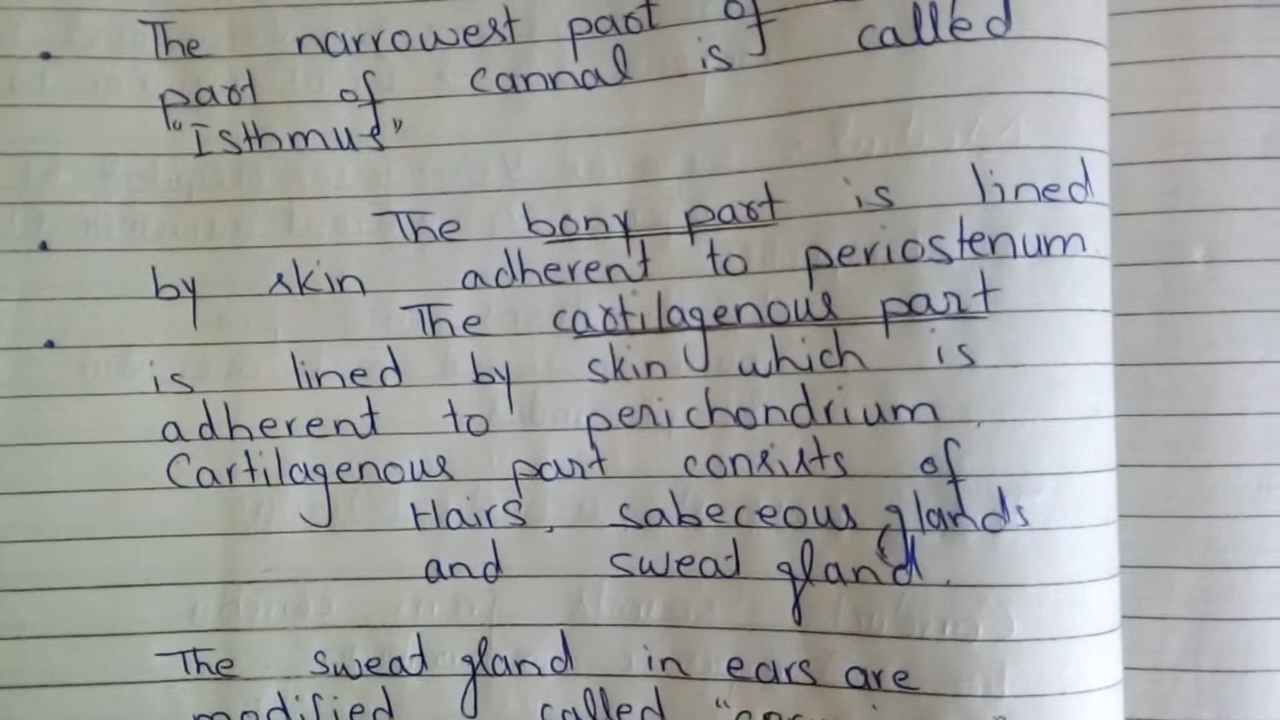 The narrowest part of called
part of cannal is
"Isthmus"
The bony part is lined
by skin adherent to periostenum
The cartilagenous part
is lined by skin which is
adherent to perichondrium.
Cartilagenous part consists of
Hairs, sabeceous glands
and sweat gland.
The sweat gland in ears are
modified called